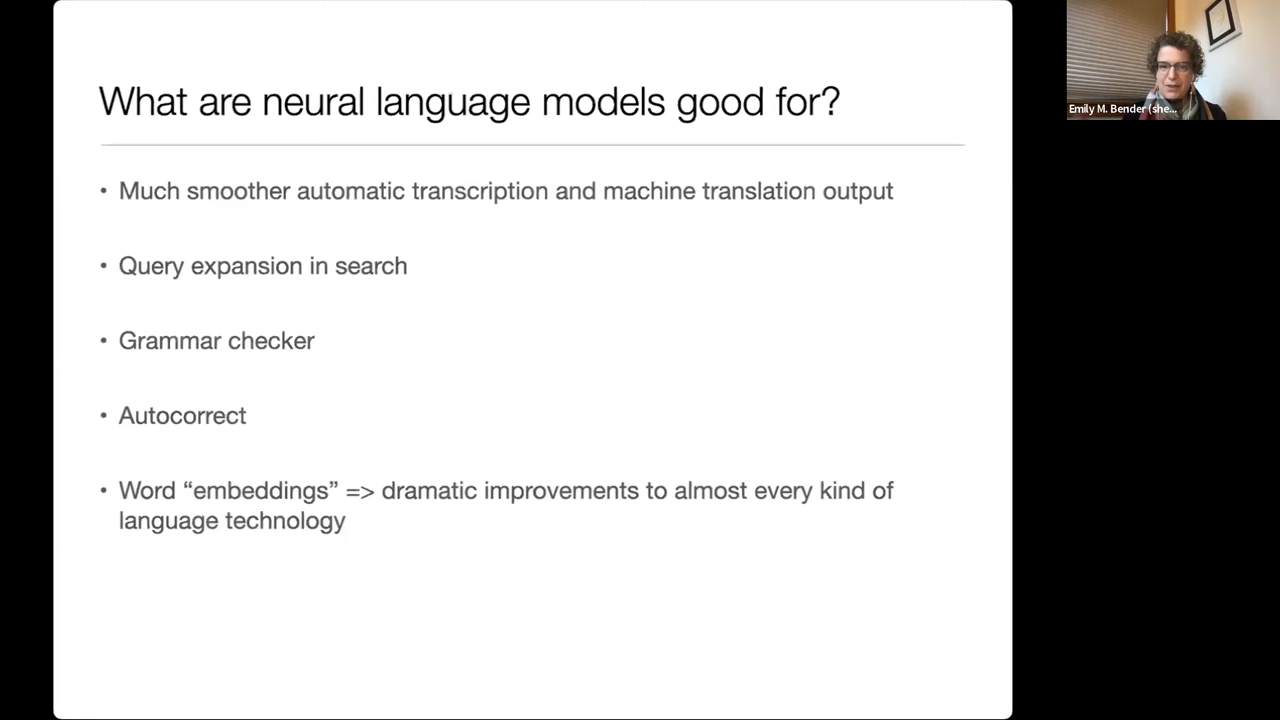 What are neural language models good for?
• Much smoother automatic transcription and machine translation output
• Query expansion in search
• Grammar checker
• Autocorrect
• Word “embeddings” => dramatic improvements to almost every kind of
language technology
Emily M. Bender (she...